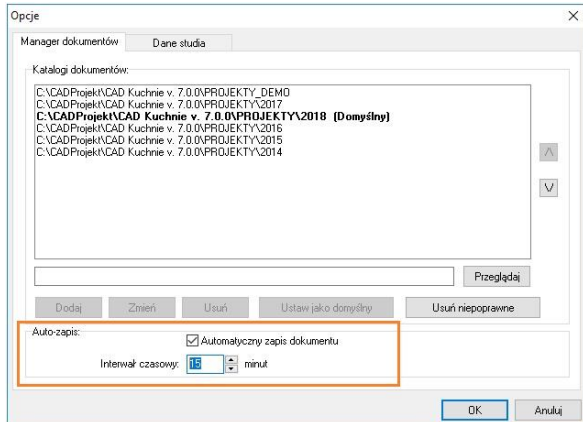 Opcje
Manager dokumentów Dane studia
Katalogi dokumentów:
C:\CADProjekt\CAD Kuchnie v. 7.0.0\PROJEKTY_DEMO
C:\CADProjekt\CAD Kuchnie v. 7.0.0\PROJEKTY\2017
C:\CADProjekt\CAD Kuchnie v. 7.0.0\PROJEKTY\2018 (Domyślny)
C:\CADProjekt\CAD Kuchnie v. 7.0.0\PROJEKTY\2016
C:\CADProjekt\CAD Kuchnie v. 7.0.0\PROJEKTY\2015
C:\CADProjekt\CAD Kuchnie v. 7.0.0\PROJEKTY\2014
/\
\/
Przeglądaj
Dodaj Zmień Usuń Ustaw jako domyślny Usuń niepoprawne
Auto-zapis:
Automatyczny zapis dokumentu
Interwał czasowy: 15 minut
OK Anuluj